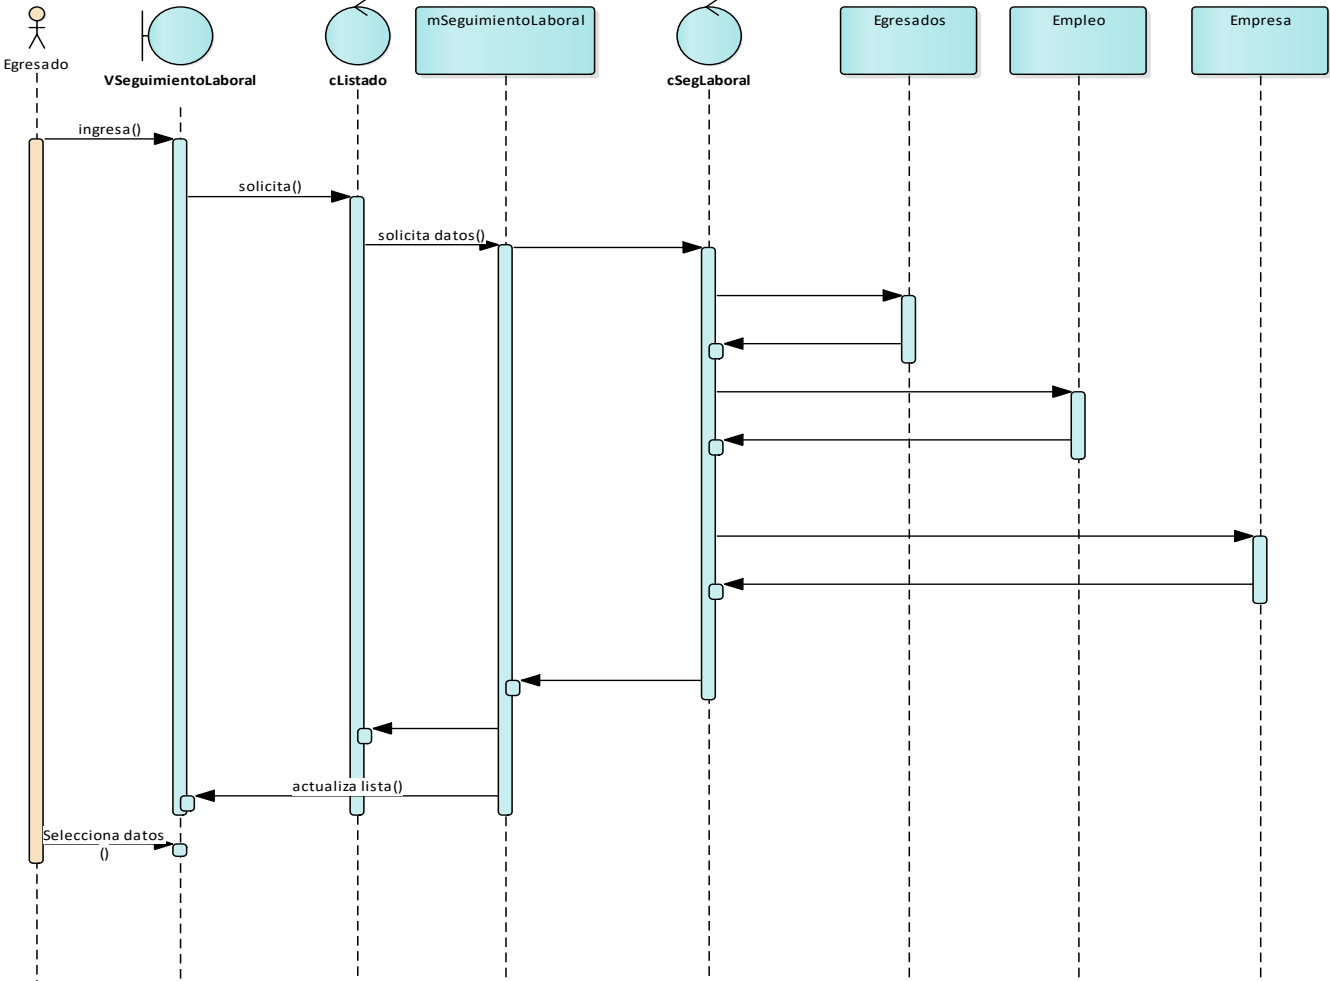 Egresado
VSeguimientoLaboral
cListado
mSeguimientoLaboral
cSegLaboral
Egresados
Empleo
Empresa
ingresa()
solicita()
solicita datos()
actualiza lista()
Selecciona datos
()